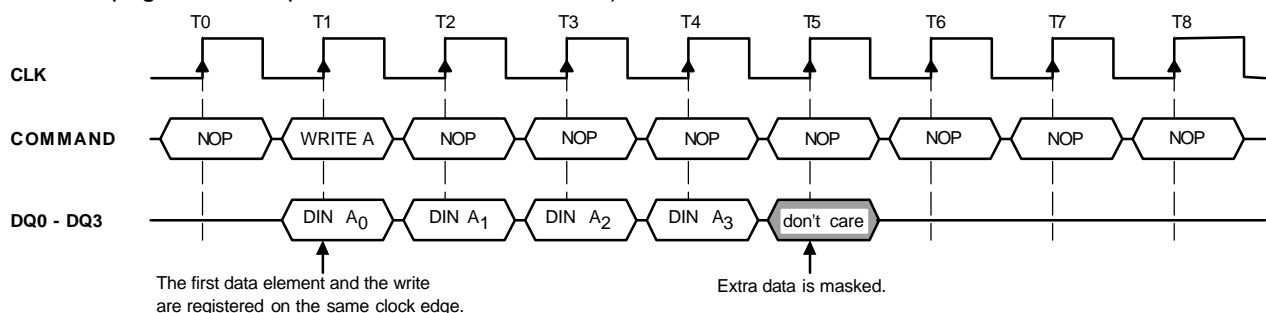 T0 T1 T2 T3 T4 T5 T6 T7 T8
CLK
COMMAND NOP WRITE A NOP NOP NOP NOP NOP NOP NOP
DQ0 - DQ3 DIN A0 DIN A1 DIN A2 DIN A3 don't care
The first data element and the write
are registered on the same clock edge.
Extra data is masked.